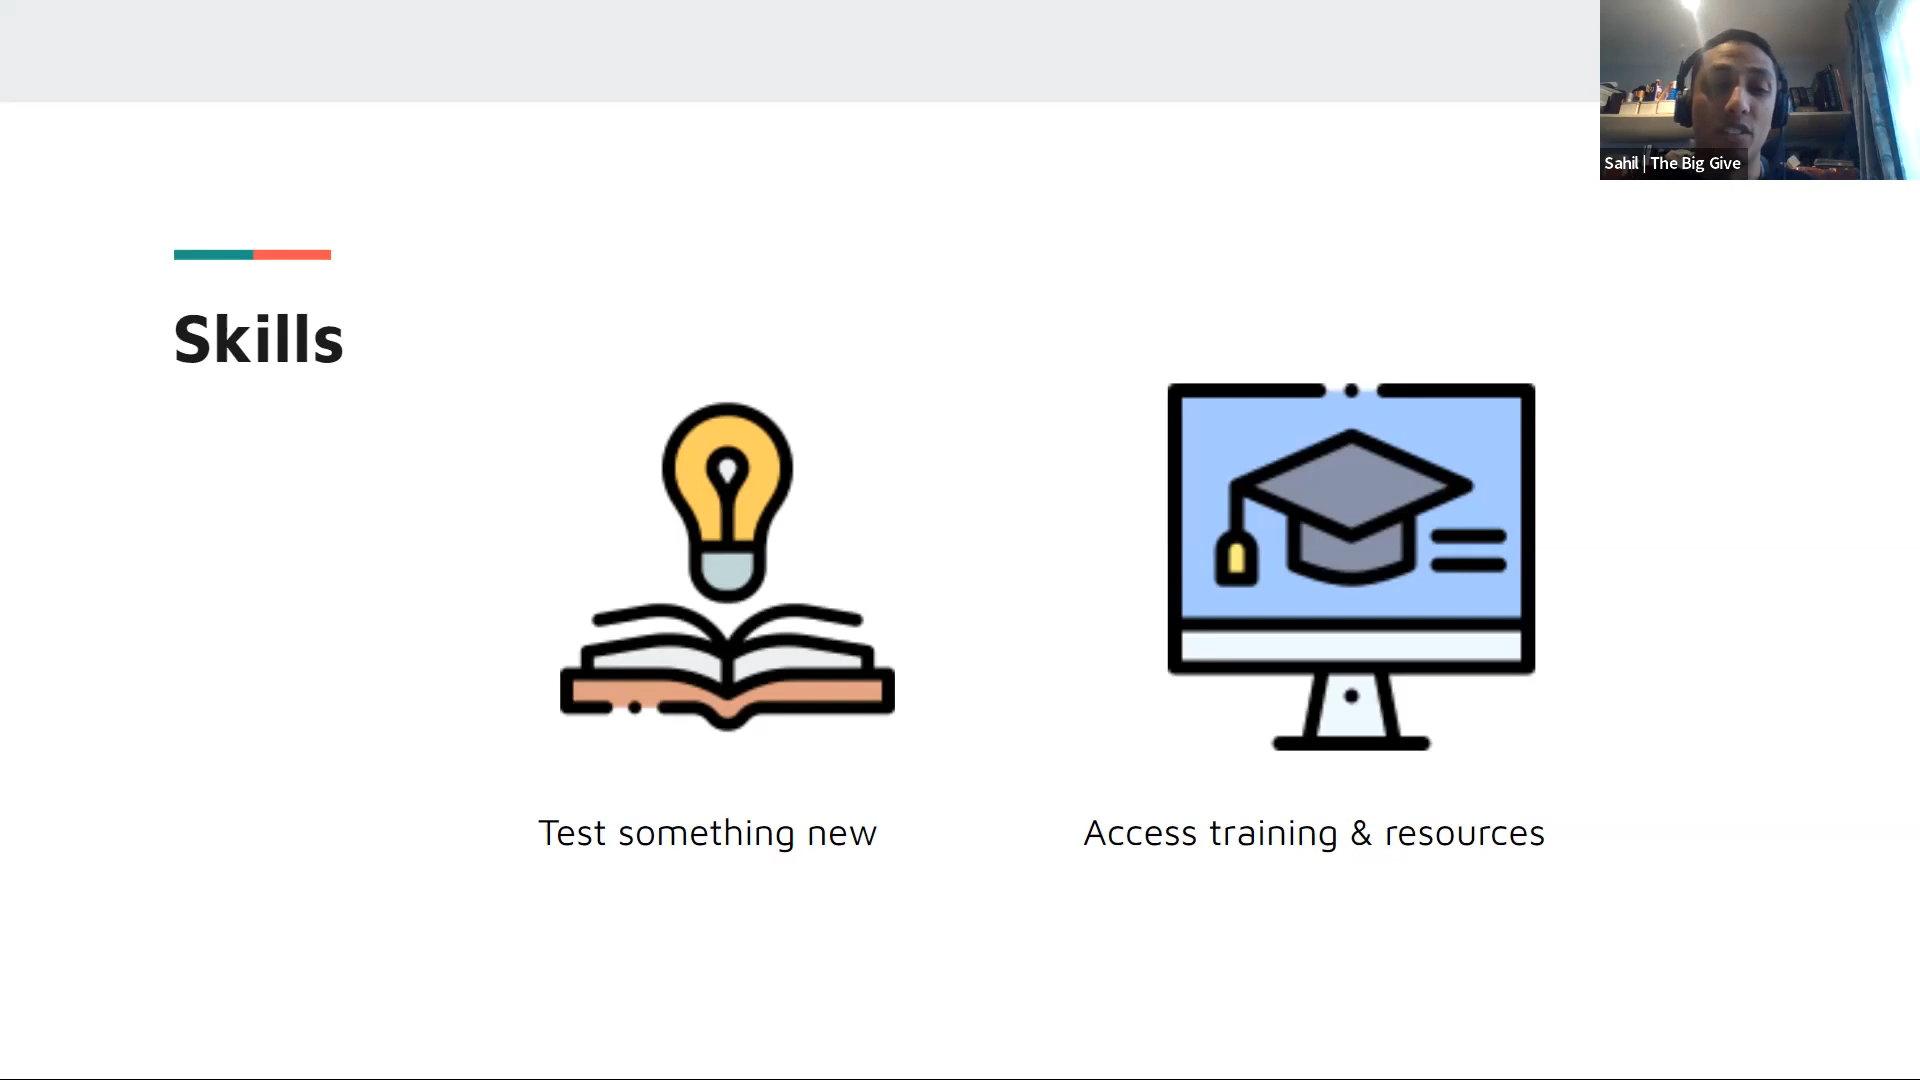 Sahil | The Big Give
Skills
Test something new
Access training & resources